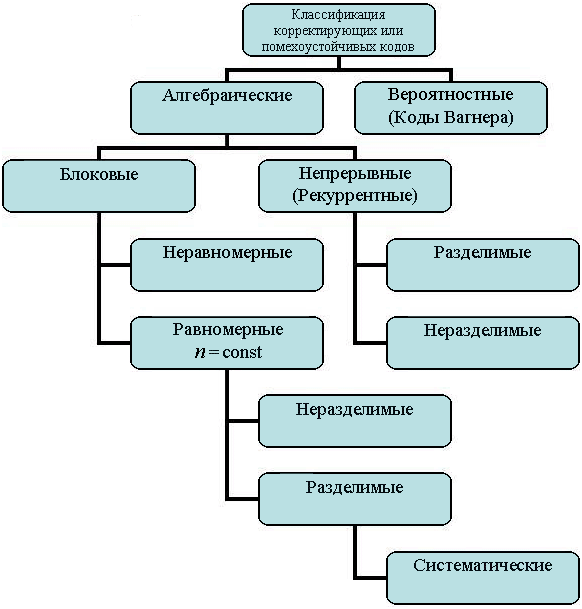 Классификация
корректирующих или
помехоустойчивых кодов
Алгебраические
Вероятностные
(Коды Вагнера)
Блоковые
Непрерывные
(Рекуррентные)
Неравномерные
Разделимые
Равномерные
n = const
Неразделимые
Неразделимые
Разделимые
Систематические